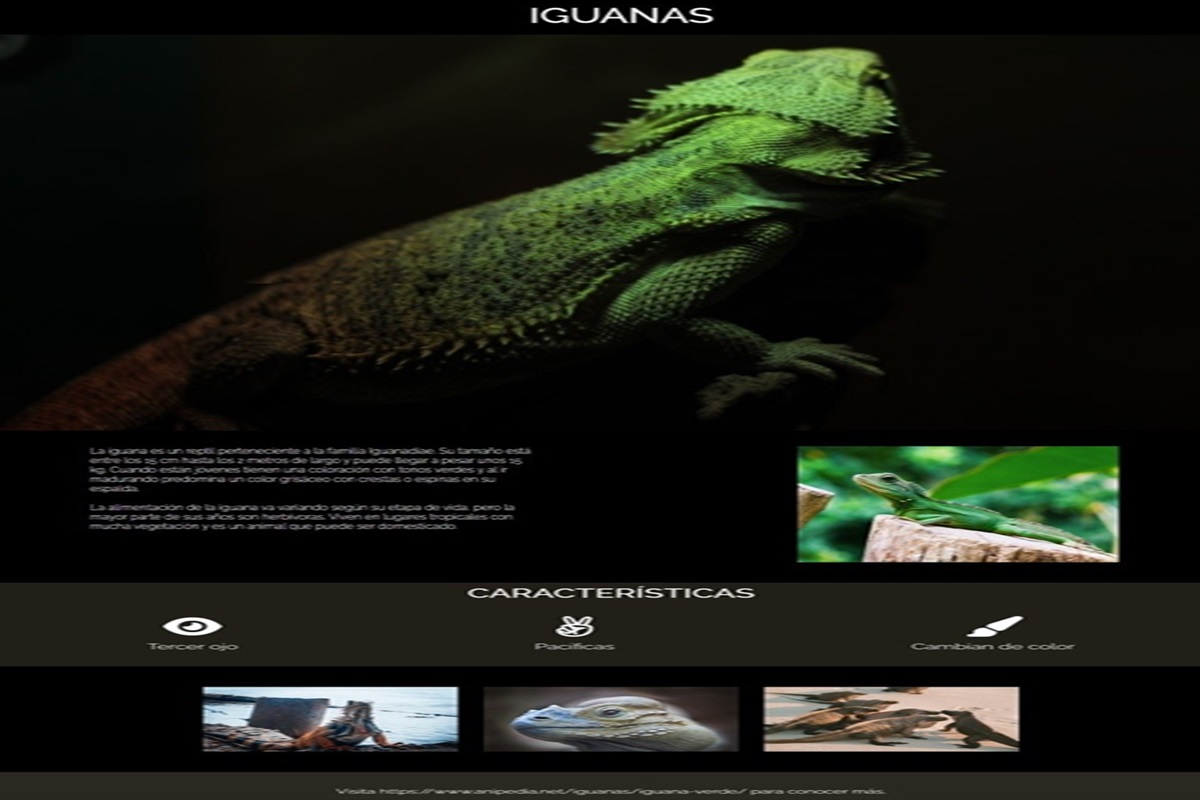 IGUANAS
La iguana es un reptil perteneciente a la familia Iguanadiae. Su tamaño está
entre los 15 cm hasta los 2 metros de largo y puede llegar a pesar unos 15
kg. Cuando están jóvenes tienen una coloracion con tonos verdes y al ir
madurando predomina un color grisáceo con crestas o espinas en su
espalda.
La alimentación de la iguana va variando según su etapa de vida, pero la
mayor parte de sus años son herbívoras. Viven en lugares tropicales con
mucha vegetación y es un animal que puede ser domesticado.
CARACTERÍSTICAS
Tercer ojo
Pacíficas
Cambian de color
Visita https://www.anipedia.net/iguanas/iguana-verde/ para conocer más.